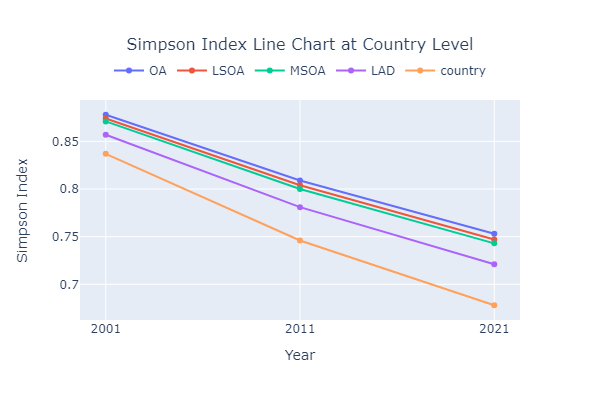 Simpson Index Line Chart at Country Level
OA LSOA MSOA LAD country
0.85
0.8
0.75
0.7
Simpson Index
2001 2011 2021
Year